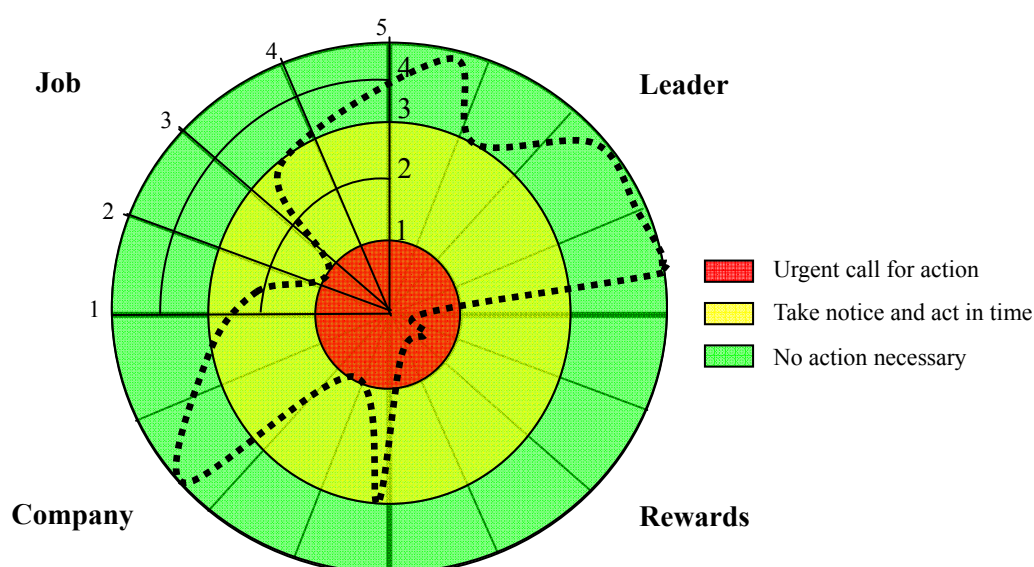 5
4
Job
4
Leader
3
3
2
2
1
1
Urgent call for action
Take notice and act in time
No action necessary
Company
Rewards